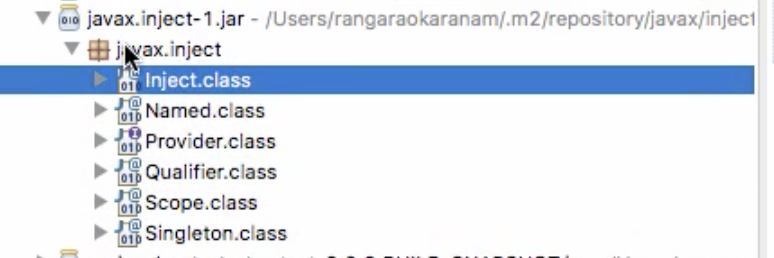 javax.inject-1.jar - /Users/rangaraokaranam/.m2/repository/javax/inject
javax.inject
Inject.class
Named.class
Provider.class
Qualifier.class
Scope.class
Singleton.class